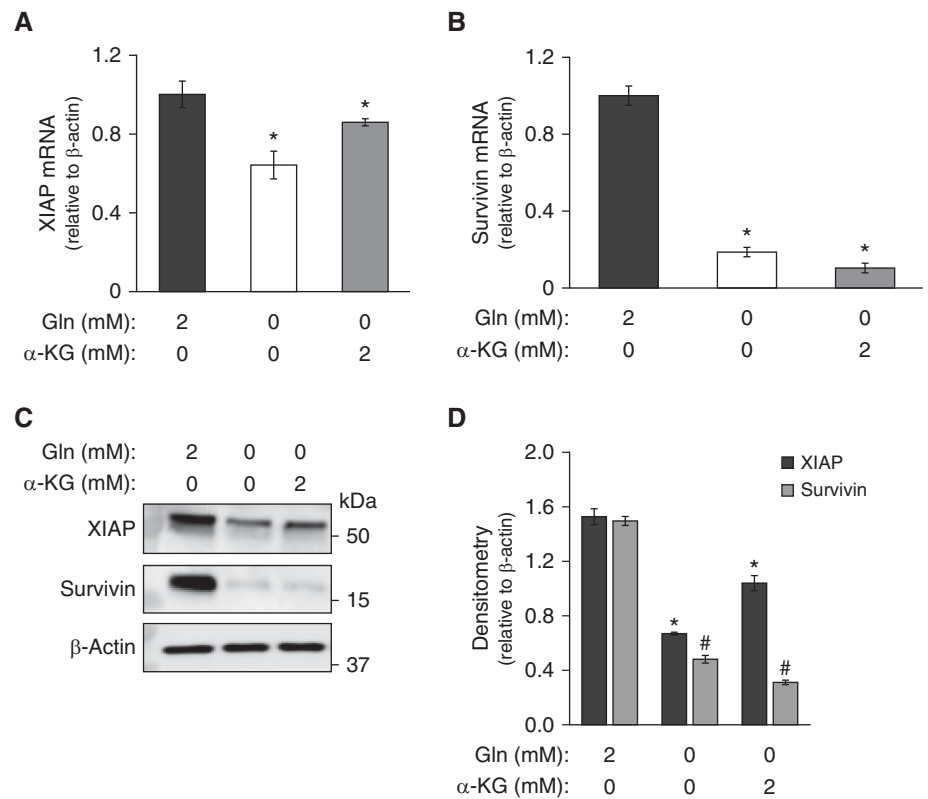 A
XIAP mRNA
(relative to β-actin)
1.2
0.8
0.4
0
*
*
Gln (mM): 2 0 0
α-KG (mM): 0 0 2
B
Survivin mRNA
(relative to β-actin)
1.2
0.8
0.4
0
*
*
Gln (mM): 2 0 0
α-KG (mM): 0 0 2
C
Gln (mM): 2 0 0
α-KG (mM): 0 0 2
kDa
XIAP
50
Survivin
15
β-Actin
37
D
Densitometry
(relative to β-actin)
2.0
1.6
1.2
0.8
0.4
0.0
XIAP
Survivin
*
#
*
#
Gln (mM): 2 0 0
α-KG (mM): 0 0 2